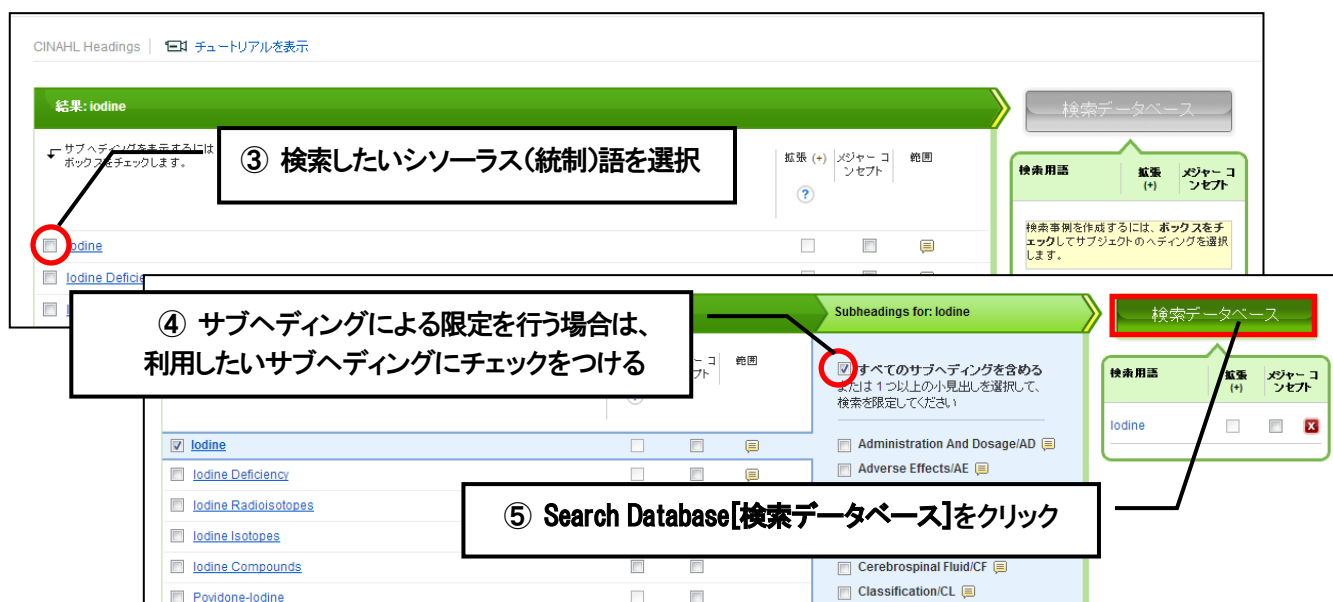 CINAHL Headings チュートリアルを表示
結果: iodine
検索データベース
サブヘディングを表示するには
ボックスをチェックします。
③ 検索したいシソーラス(統制)語を選択
拡張 (+) メジャー コンセプト 範囲
?
検索用語 拡張 (+) メジャー コンセプト
検索事例を作成するには、ボックスをチ
ェックしてサブジェクトのヘディングを選択
します。
Iodine
Iodine Deficie
④ サブヘディングによる限定を行う場合は、
利用したいサブヘディングにチェックをつける
Subheadings for: Iodine
検索データベース
範囲
すべてのサブヘディングを含める
または 1 つ以上の小見出しを選択して、
検索を限定してください
検索用語 拡張 (+) メジャー コンセプト
Iodine
Iodine
Administration And Dosage/AD
Iodine Deficiency
Adverse Effects/AE
Iodine Radioisotopes
⑤ Search Database[検索データベース]をクリック
Iodine Isotopes
Iodine Compounds
Cerebrospinal Fluid/CF
Povidone-Iodine
Classification/CL